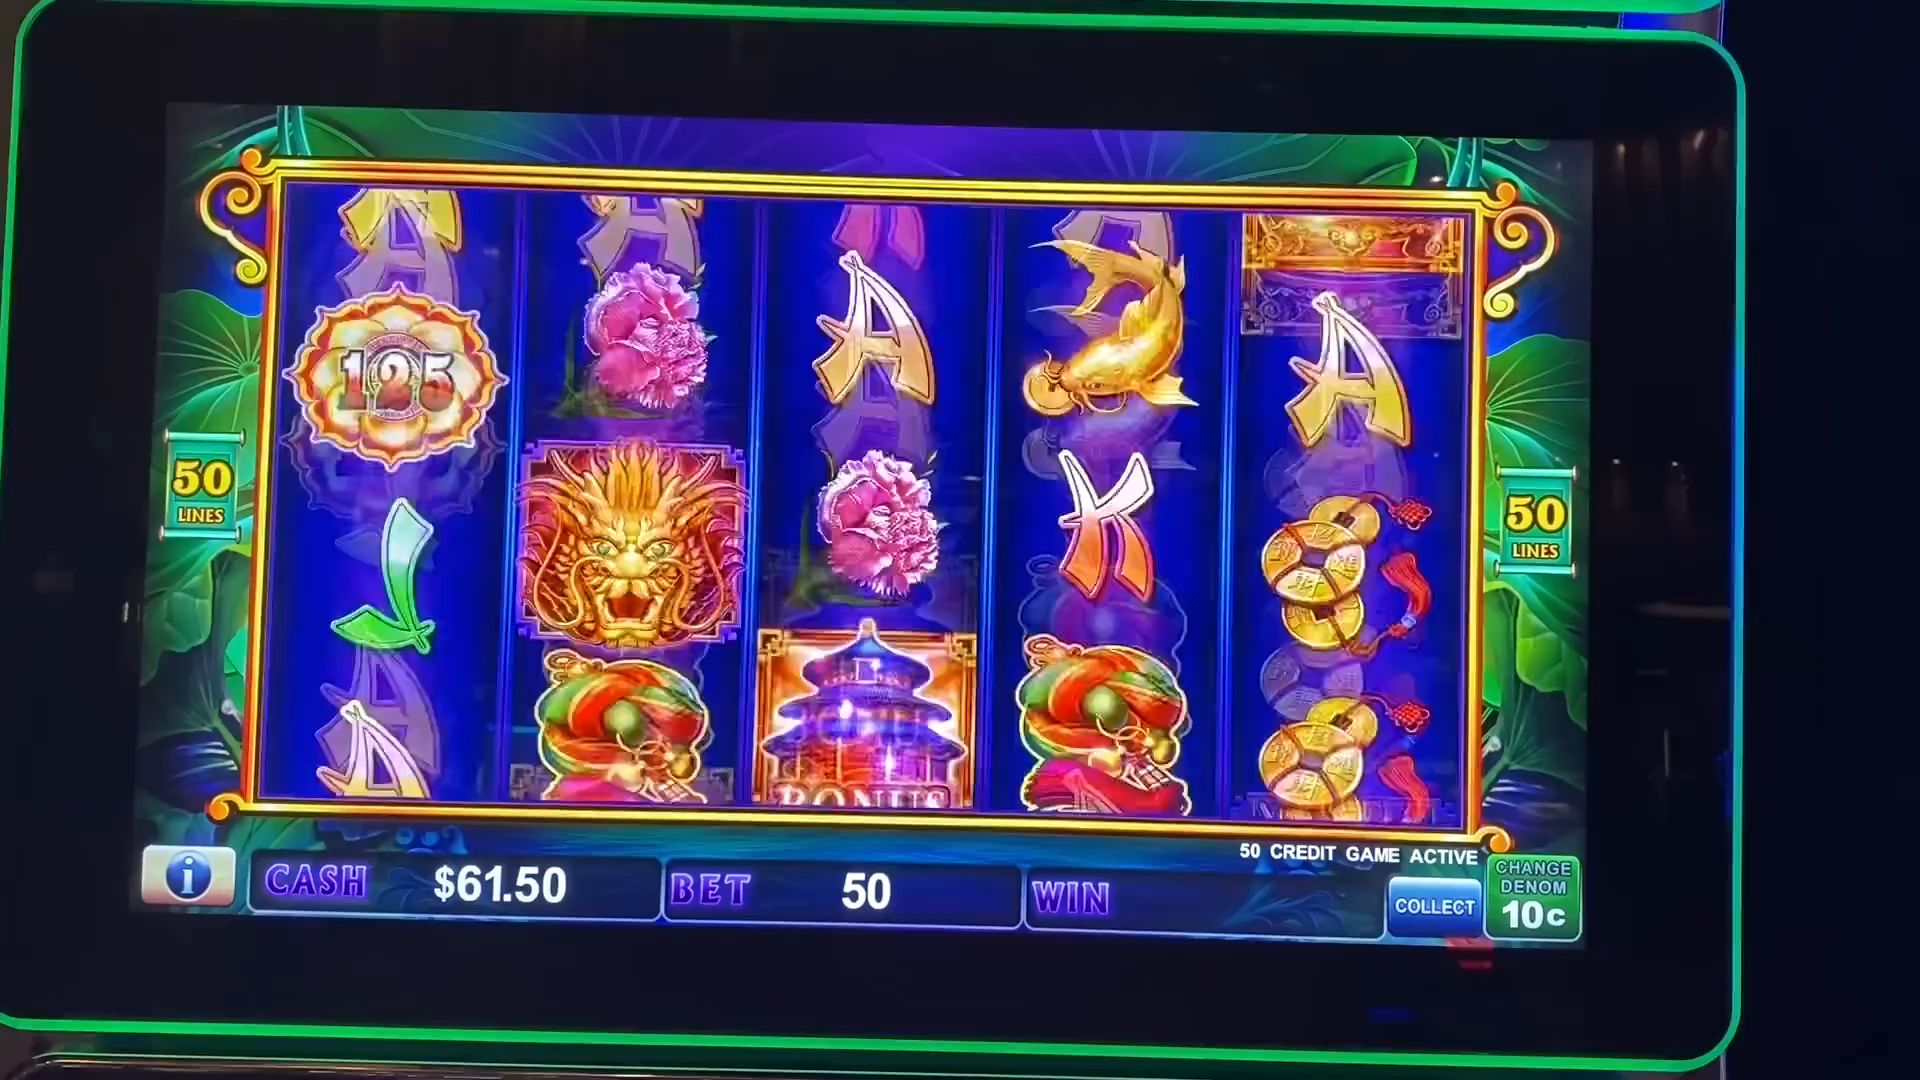 A
A
A
125
A
A
K
50
LINES
50
LINES
J
A
BONUS
50 CREDIT GAME ACTIVE
i
CASH
$61.50
BET
50
WIN
COLLECT
CHANGE
DENOM
10c